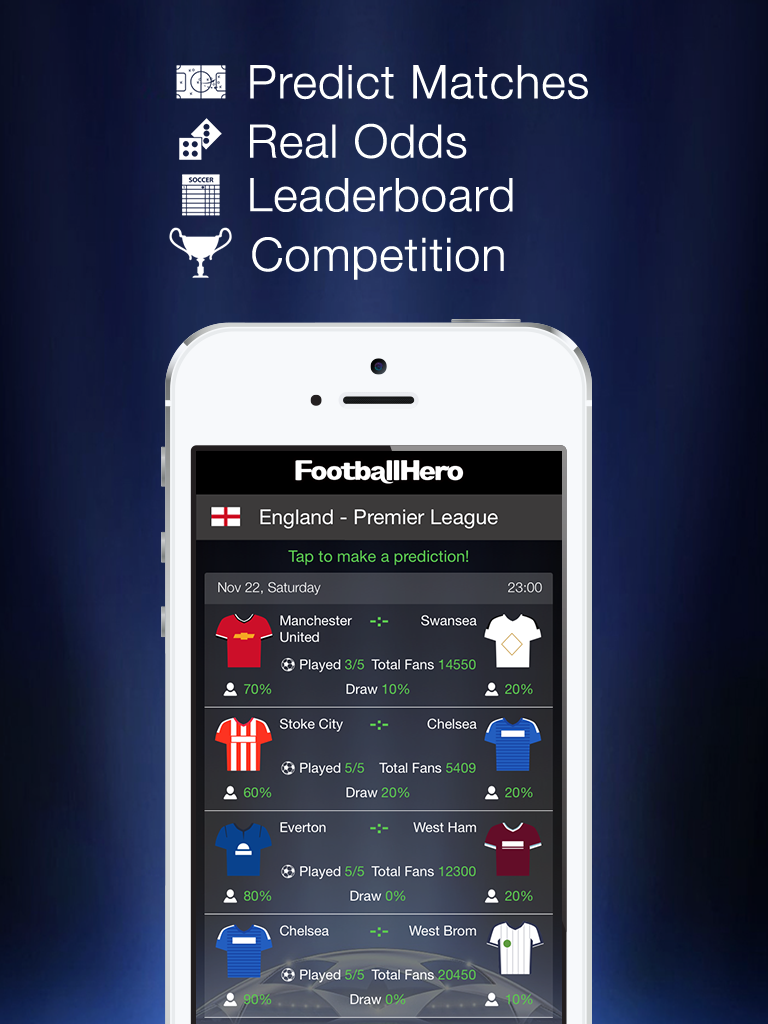 Predict Matches
Real Odds
SOCCER
Leaderboard
Competition
FootballHero
England - Premier League
Tap to make a prediction!
Nov 22, Saturday 23:00
Manchester United -:- Swansea
Played 3/5 Total Fans 14550
70% Draw 10% 20%
Stoke City -:- Chelsea
Played 5/5 Total Fans 5409
60% Draw 20% 20%
Everton -:- West Ham
Played 5/5 Total Fans 12300
80% Draw 0% 20%
Chelsea -:- West Brom
Played 5/5 Total Fans 20450
90% Draw 0% 10%